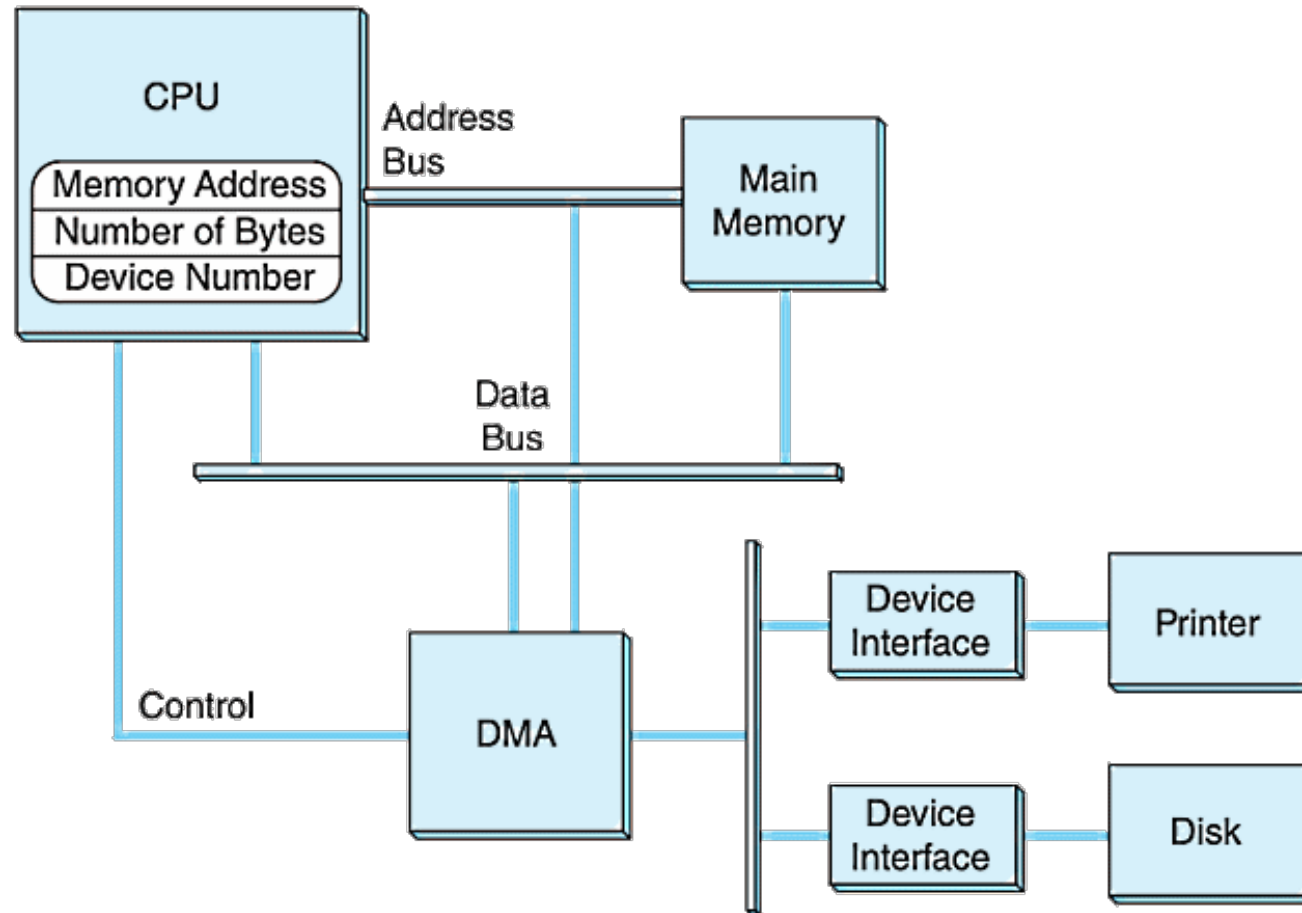 CPU
Memory Address
Number of Bytes
Device Number
Address
Bus
Main
Memory
Data
Bus
Control
DMA
Device
Interface
Printer
Device
Interface
Disk